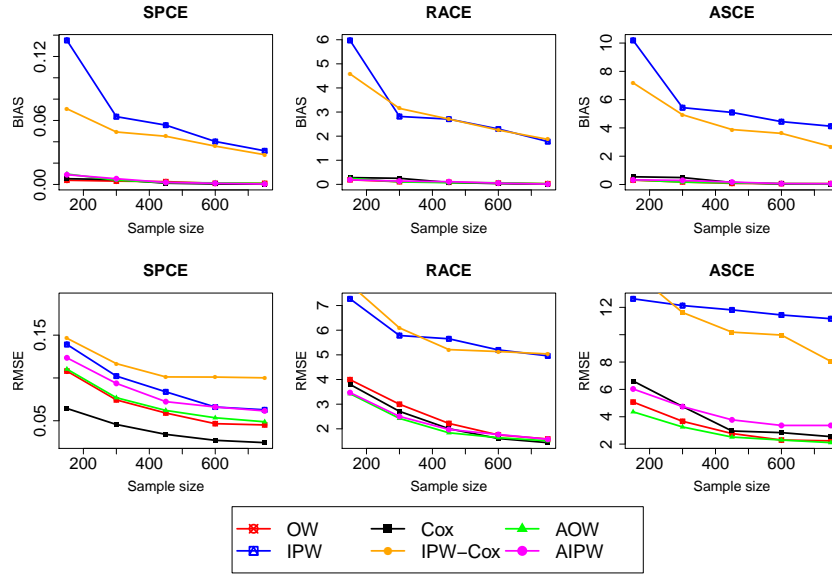 SPCE
RACE
ASCE
BIAS
0.00
0.06
0.12
200
400
600
Sample size
BIAS
0
1
2
3
4
5
6
200
400
600
Sample size
BIAS
0
2
4
6
8
10
200
400
600
Sample size
SPCE
RACE
ASCE
RMSE
0.05
0.15
200
400
600
Sample size
RMSE
2
3
4
5
6
7
200
400
600
Sample size
RMSE
2
4
6
8
10
12
200
400
600
Sample size
OW
Cox
AOW
IPW
IPW-Cox
AIPW